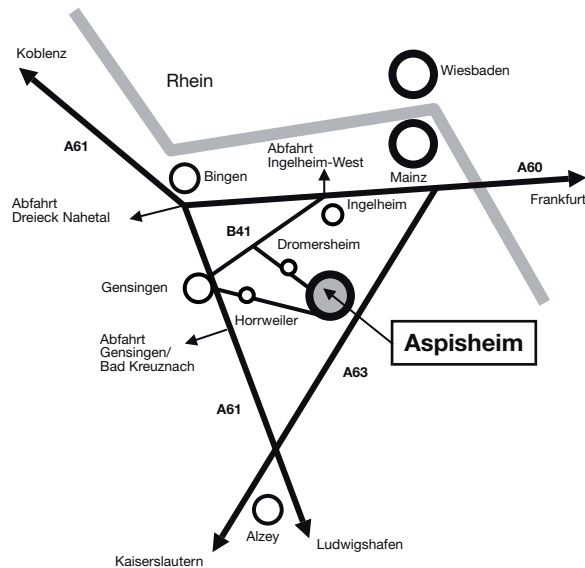 Koblenz
Rhein
Wiesbaden
A61
Abfahrt
Ingelheim-West
Bingen
Mainz
A60
Abfahrt
Dreieck Nahetal
Ingelheim
Frankfurt
B41
Dromersheim
Gensingen
Horrweiler
Abfahrt
Gensingen/
Bad Kreuznach
Aspisheim
A63
A61
Alzey
Ludwigshafen
Kaiserslautern